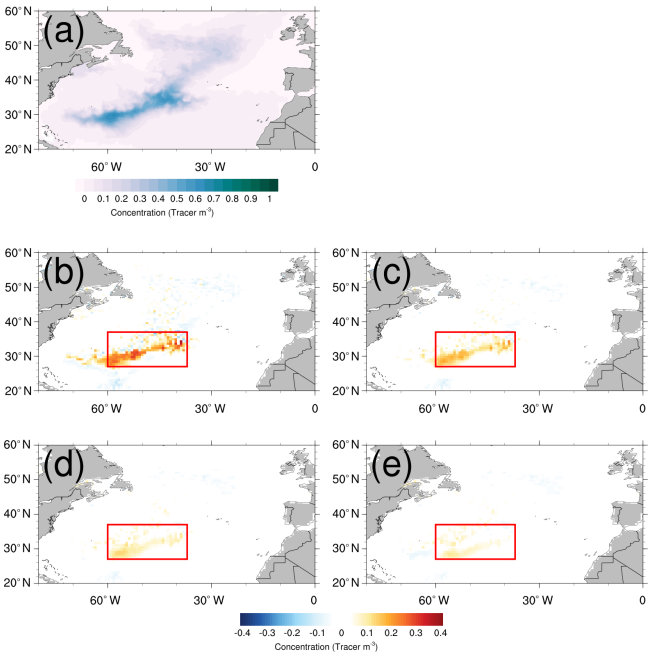 (a)
60°N
50°N
40°N
30°N
20°N
60°W 30°W 0
0 0.1 0.2 0.3 0.4 0.5 0.6 0.7 0.8 0.9 1
Concentration (Tracer m-3)
(b) (c)
60°N 60°N
50°N 50°N
40°N 40°N
30°N 30°N
20°N 20°N
60°W 30°W 0 60°W 30°W 0
(d) (e)
60°N 60°N
50°N 50°N
40°N 40°N
30°N 30°N
20°N 20°N
60°W 30°W 0 60°W 30°W 0
-0.4 -0.3 -0.2 -0.1 0 0.1 0.2 0.3 0.4
Concentration (Tracer m-3)